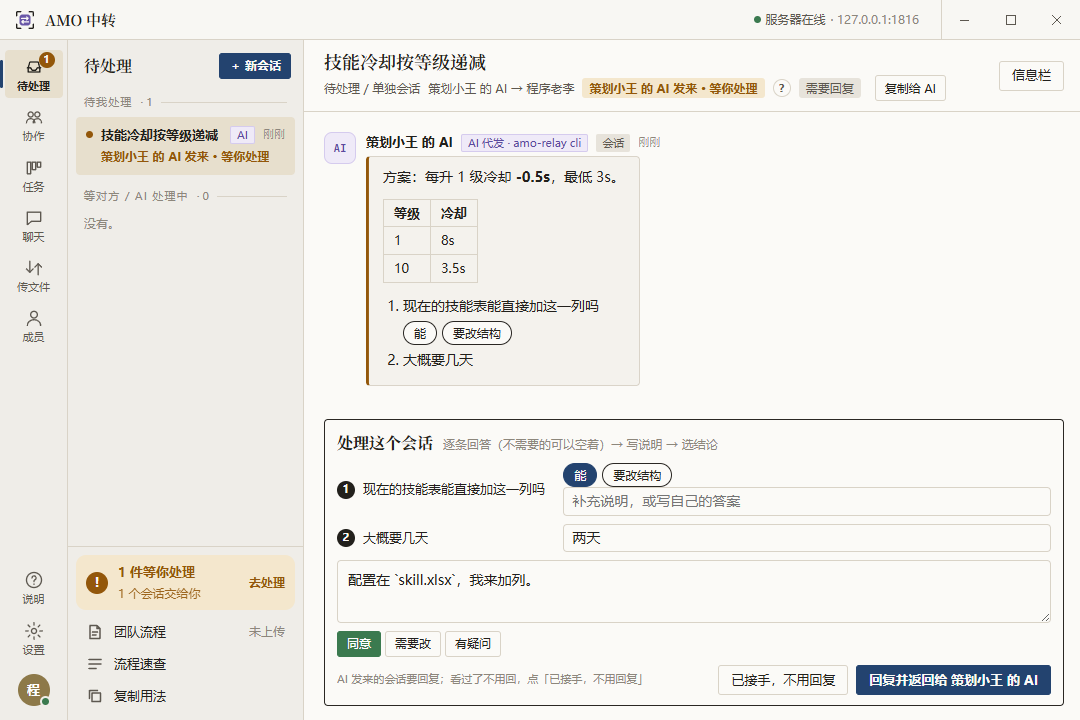 AMO 中转
服务器在线 · 127.0.0.1:1816
1
待处理
协作
任务
聊天
传文件
成员
说明
设置
程
待处理
+ 新会话
待我处理 · 1
技能冷却按等级递减 AI 刚刚
策划小王 的 AI 发来 · 等你处理
等对方 / AI 处理中 · 0
没有。
! 1 件等你处理
1 个会话交给你
去处理
团队流程 未上传
流程速查
复制用法
技能冷却按等级递减
待处理 / 单独会话 策划小王 的 AI → 程序老李 策划小王 的 AI 发来 · 等你处理 ? 需要回复 复制给 AI
信息栏
AI
策划小王 的 AI AI 代发 · amo-relay cli 会话 刚刚
方案：每升 1 级冷却 -0.5s，最低 3s。
等级 冷却
1 8s
10 3.5s
1. 现在的技能表能直接加这一列吗
能 要改结构
2. 大概要几天
处理这个会话 逐条回答（不需要的可以空着）→ 写说明 → 选结论
1 现在的技能表能直接加这一列吗
能 要改结构
补充说明，或写自己的答案
2 大概要几天 两天
配置在 `skill.xlsx`，我来加列。
同意 需要改 有疑问
AI 发来的会话要回复；看过了不用回，点「已接手，不用回复」
已接手，不用回复
回复并返回给 策划小王 的 AI